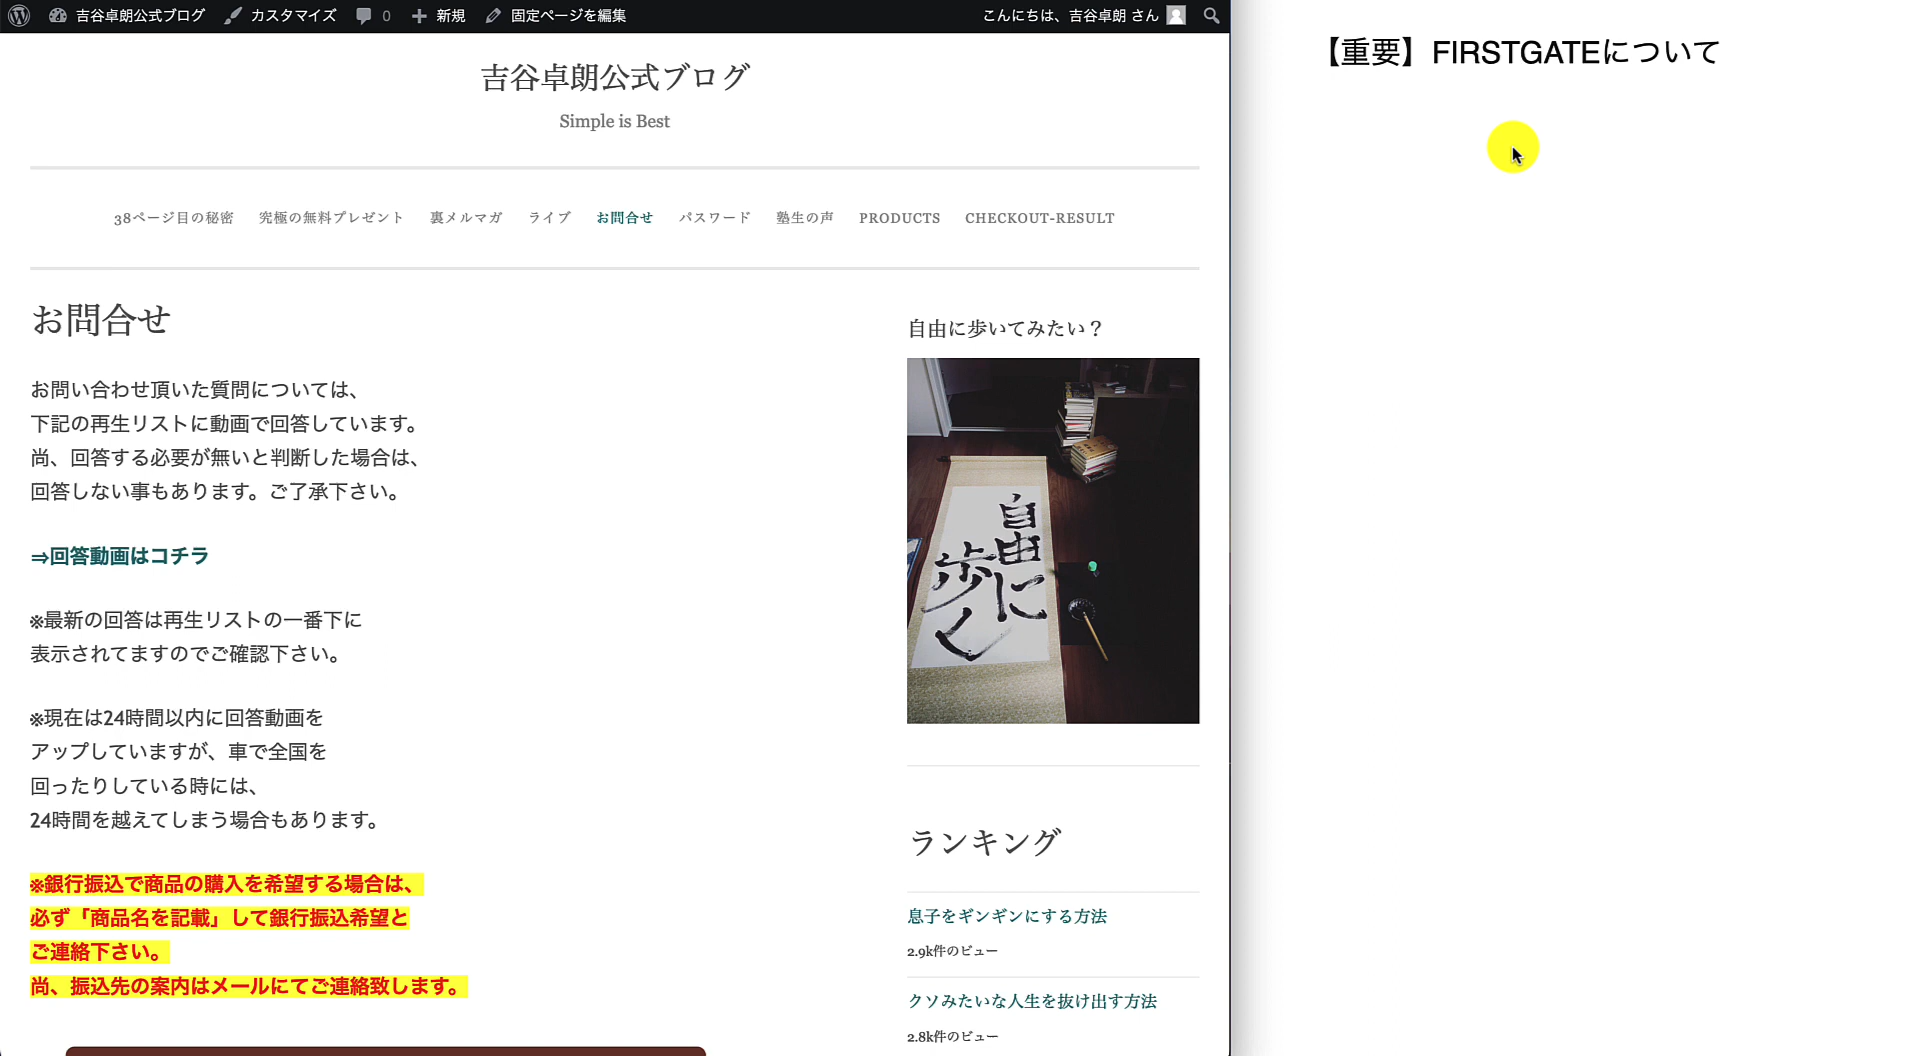 吉谷卓朗公式ブログ カスタマイズ 0 新規 固定ページを編集 こんにちは、吉谷卓朗 さん
吉谷卓朗公式ブログ
Simple is Best
38ページ目の秘密 究極の無料プレゼント 裏メルマガ ライブ お問合せ パスワード 塾生の声 PRODUCTS CHECKOUT-RESULT
お問合せ
お問い合わせ頂いた質問については、
下記の再生リストに動画で回答しています。
尚、回答する必要が無いと判断した場合は、
回答しない事もあります。ご了承下さい。
⇒回答動画はコチラ
※最新の回答は再生リストの一番下に
表示されてますのでご確認下さい。
※現在は24時間以内に回答動画を
アップしていますが、車で全国を
回ったりしている時には、
24時間を越えてしまう場合もあります。
※銀行振込で商品の購入を希望する場合は、
必ず「商品名を記載」して銀行振込希望と
ご連絡下さい。
尚、振込先の案内はメールにてご連絡致します。
自由に歩いてみたい？
自由に
歩く
ランキング
息子をギンギンにする方法
2.9k件のビュー
クソみたいな人生を抜け出す方法
2.8k件のビュー
【重要】FIRSTGATEについて